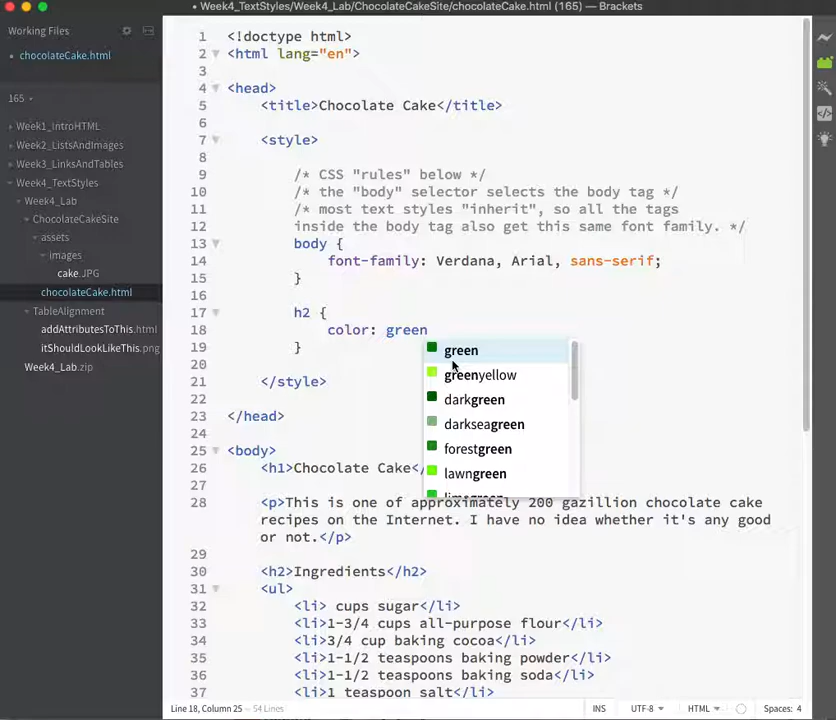 • Week4_TextStyles/Week4_Lab/ChocolateCakeSite/chocolateCake.html (165) — Brackets
Working Files
• chocolateCake.html
165
Week1_IntroHTML
Week2_ListsAndImages
Week3_LinksAndTables
Week4_TextStyles
Week4_Lab
ChocolateCakeSite
assets
images
cake.JPG
chocolateCake.html
TableAlignment
addAttributesToThis.html
itShouldLookLikeThis.png
Week4_Lab.zip
1 <!doctype html>
2 <html lang="en">
3
4 <head>
5 <title>Chocolate Cake</title>
6
7 <style>
8
9 /* CSS "rules" below */
10 /* the "body" selector selects the body tag */
11 /* most text styles "inherit", so all the tags
12 inside the body tag also get this same font family. */
13 body {
14 font-family: Verdana, Arial, sans-serif;
15 }
16
17 h2 {
18 color: green
19 }
20
21 </style>
22
23 </head>
24
25 <body>
26 <h1>Chocolate Cake</
27
28 <p>This is one of approximately 200 gazillion chocolate cake
recipes on the Internet. I have no idea whether it's any good
or not.</p>
29
30 <h2>Ingredients</h2>
31 <ul>
32 <li> cups sugar</li>
33 <li>1-3/4 cups all-purpose flour</li>
34 <li>3/4 cup baking cocoa</li>
35 <li>1-1/2 teaspoons baking powder</li>
36 <li>1-1/2 teaspoons baking soda</li>
37 <li>1 teaspoon salt</li>
green
greenyellow
darkgreen
darkseagreen
forestgreen
lawngreen
limegreen
Line 18, Column 25 — 54 Lines
INS UTF-8 HTML Spaces: 4